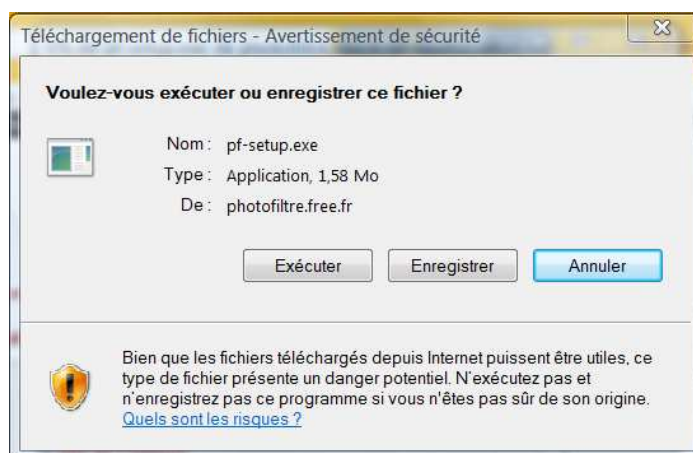 Téléchargement de fichiers - Avertissement de sécurité
Voulez-vous exécuter ou enregistrer ce fichier ?
Nom : pf-setup.exe
Type : Application, 1,58 Mo
De : photofiltre.free.fr
Exécuter Enregistrer Annuler
Bien que les fichiers téléchargés depuis Internet puissent être utiles, ce
type de fichier présente un danger potentiel. N'exécutez pas et
n'enregistrez pas ce programme si vous n'êtes pas sûr de son origine.
Quels sont les risques ?